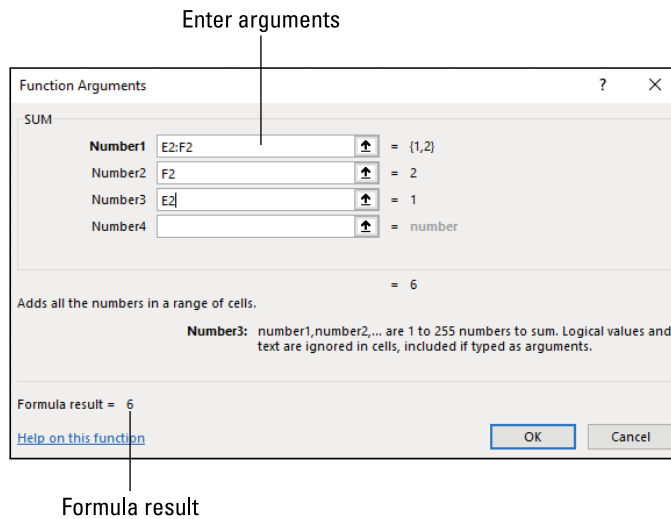 Enter arguments
Function Arguments ? ×
SUM
Number1 E2:F2 = {1,2}
Number2 F2 = 2
Number3 E2 = 1
Number4 = number
= 6
Adds all the numbers in a range of cells.
Number3: number1,number2,... are 1 to 255 numbers to sum. Logical values and
text are ignored in cells, included if typed as arguments.
Formula result = 6
Help on this function OK Cancel
Formula result